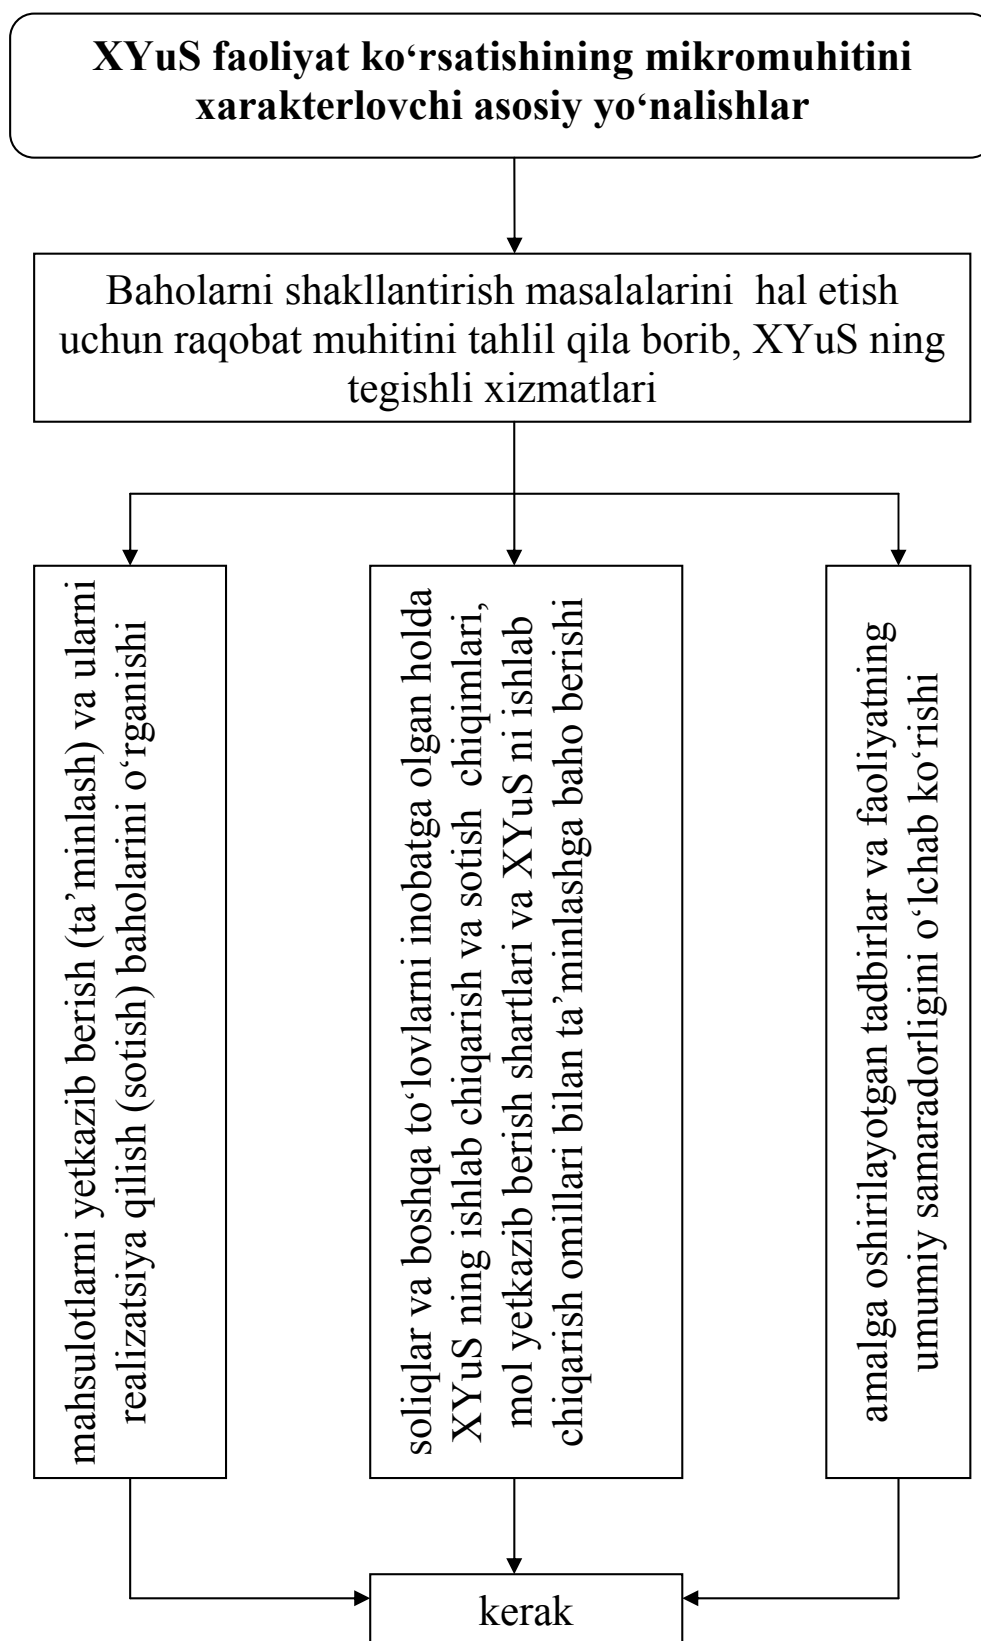 XYuS faoliyat ko‘rsatishining mikromuhitini
xarakterlovchi asosiy yo‘nalishlar
Baholarni shakllantirish masalalarini hal etish
uchun raqobat muhitini tahlil qila borib, XYuS ning
tegishli xizmatlari
mahsulotlarni yetkazib berish (ta’minlash) va ularni
realizatsiya qilish (sotish) baholarini o‘rganishi
soliqlar va boshqa to‘lovlarni inobatga olgan holda
XYuS ning ishlab chiqarish va sotish chiqimlari,
mol yetkazib berish shartlari va XYuS ni ishlab
chiqarish omillari bilan ta’minlashga baho berishi
amalga oshirilayotgan tadbirlar va faoliyatning
umumiy samaradorligini o‘lchab ko‘rishi
kerak